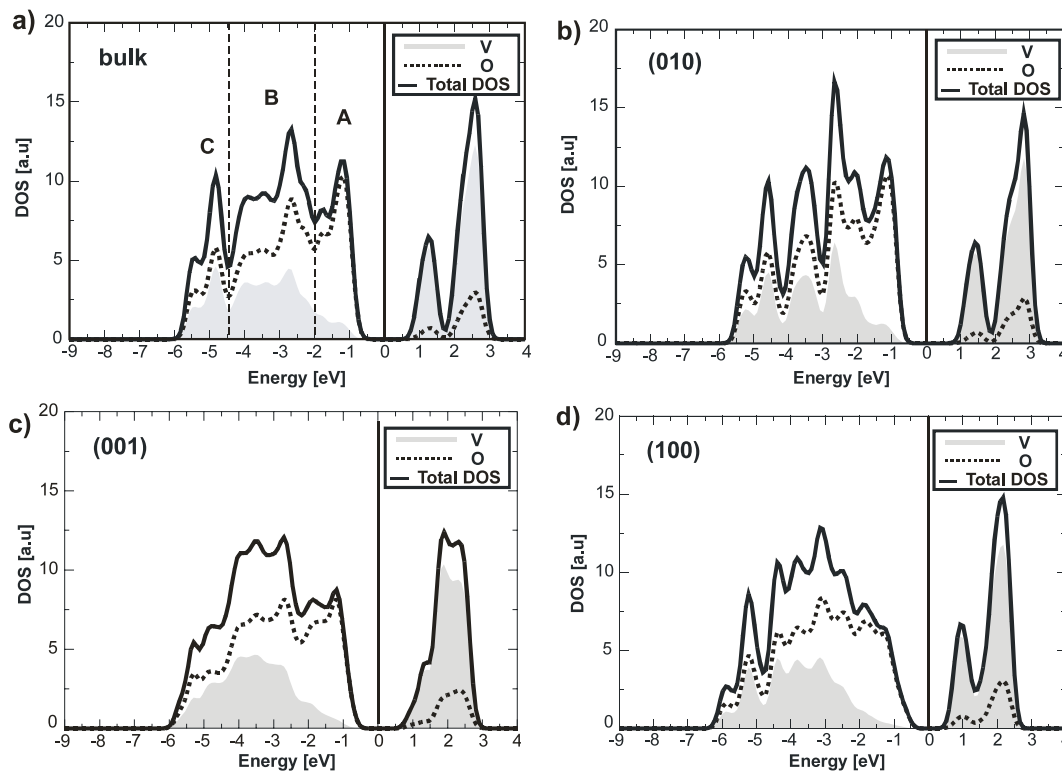 a)
20
15
10
5
0
DOS [a.u]
bulk
C
B
A
V
O
Total DOS
-9 -8 -7 -6 -5 -4 -3 -2 -1 0 1 2 3 4
Energy [eV]
b)
20
15
10
5
0
DOS [a.u]
(010)
V
O
Total DOS
-9 -8 -7 -6 -5 -4 -3 -2 -1 0 1 2 3 4
Energy [eV]
c)
20
15
10
5
0
DOS [a.u]
(001)
V
O
Total DOS
-9 -8 -7 -6 -5 -4 -3 -2 -1 0 1 2 3 4
Energy [eV]
d)
20
15
10
5
0
DOS [a.u]
(100)
V
O
Total DOS
-9 -8 -7 -6 -5 -4 -3 -2 -1 0 1 2 3 4
Energy [eV]